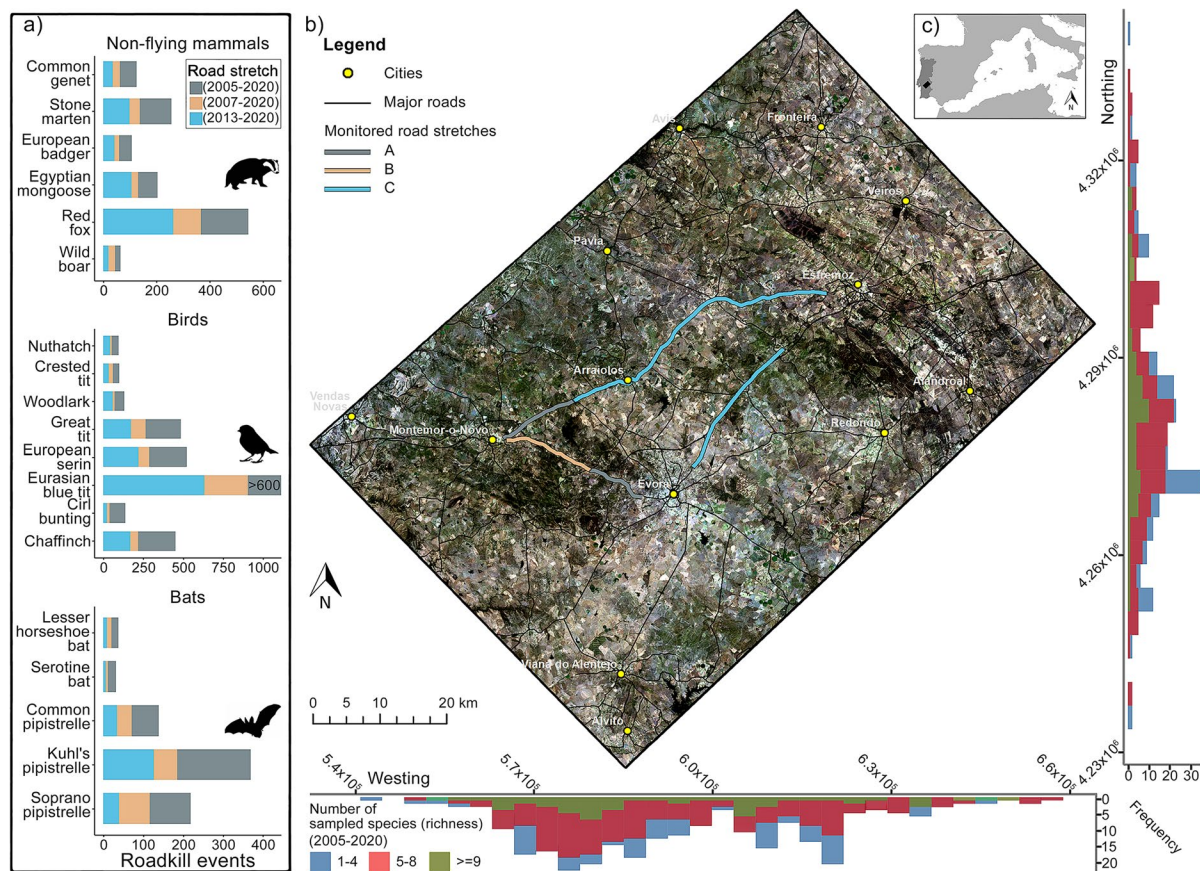 a)
Non-flying mammals
Common
genet
Stone
marten
European
badger
Egyptian
mongoose
Red
fox
Wild
boar
Road stretch
(2005-2020)
(2007-2020)
(2013-2020)
0 200 400 600
Birds
Nuthatch
Crested
tit
Woodlark
Great
tit
European
serin
Eurasian
blue tit
>600
Cirl
bunting
Chaffinch
0 250 500 750 1000
Bats
Lesser
horseshoe
bat
Serotine
bat
Common
pipistrelle
Kuhl's
pipistrelle
Soprano
pipistrelle
0 100 200 300 400
Roadkill events
b)
Legend
Cities
Major roads
Monitored road stretches
A
B
C
Avis
Fronteira
Veiros
Pavia
Estremoz
Arraiolos
Alandroal
Vendas
Novas
Montemor-o-Novo
Redondo
Évora
Viana do Alentejo
Alvito
N
0 10 20 km
c)
N
Northing
4.32x10⁶
4.29x10⁶
4.26x10⁶
4.23x10⁶
0 10 20 30
Frequency
Westing
5.4x10⁵
5.7x10⁵
6.0x10⁵
6.3x10⁵
6.6x10⁵
0
5
10
15
20
Number of
sampled species (richness)
(2005-2020)
1-4 5-8 >=9